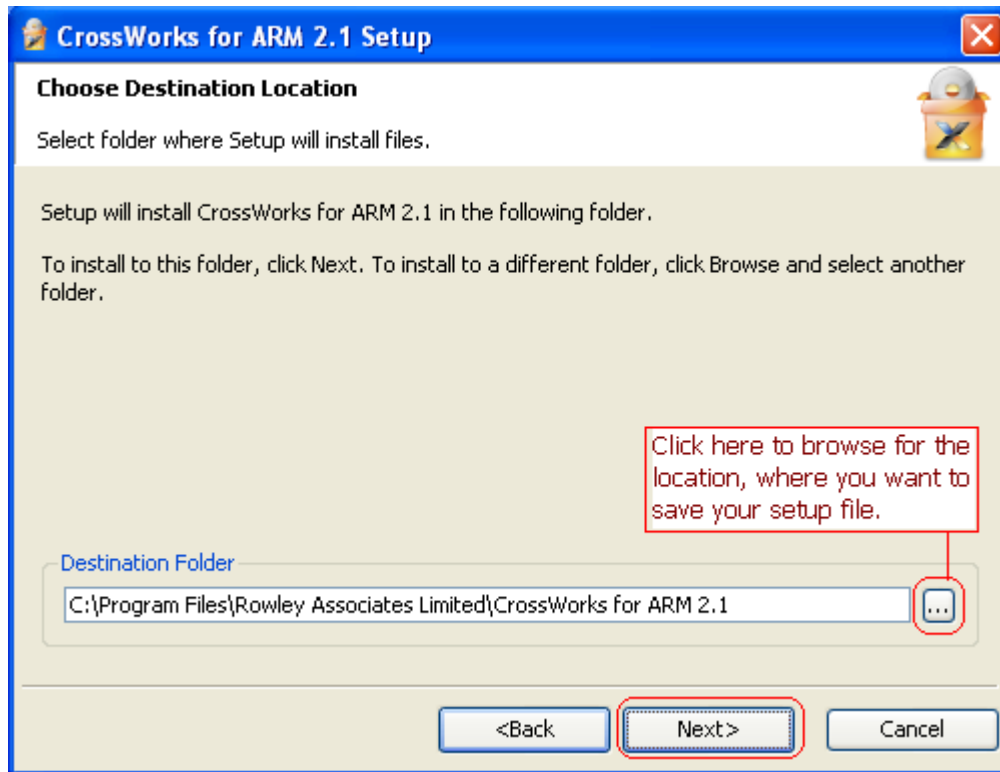 CrossWorks for ARM 2.1 Setup
Choose Destination Location
Select folder where Setup will install files.
Setup will install CrossWorks for ARM 2.1 in the following folder.
To install to this folder, click Next. To install to a different folder, click Browse and select another
folder.
Click here to browse for the
location, where you want to
save your setup file.
Destination Folder
C:\Program Files\Rowley Associates Limited\CrossWorks for ARM 2.1
...
<Back
Next>
Cancel